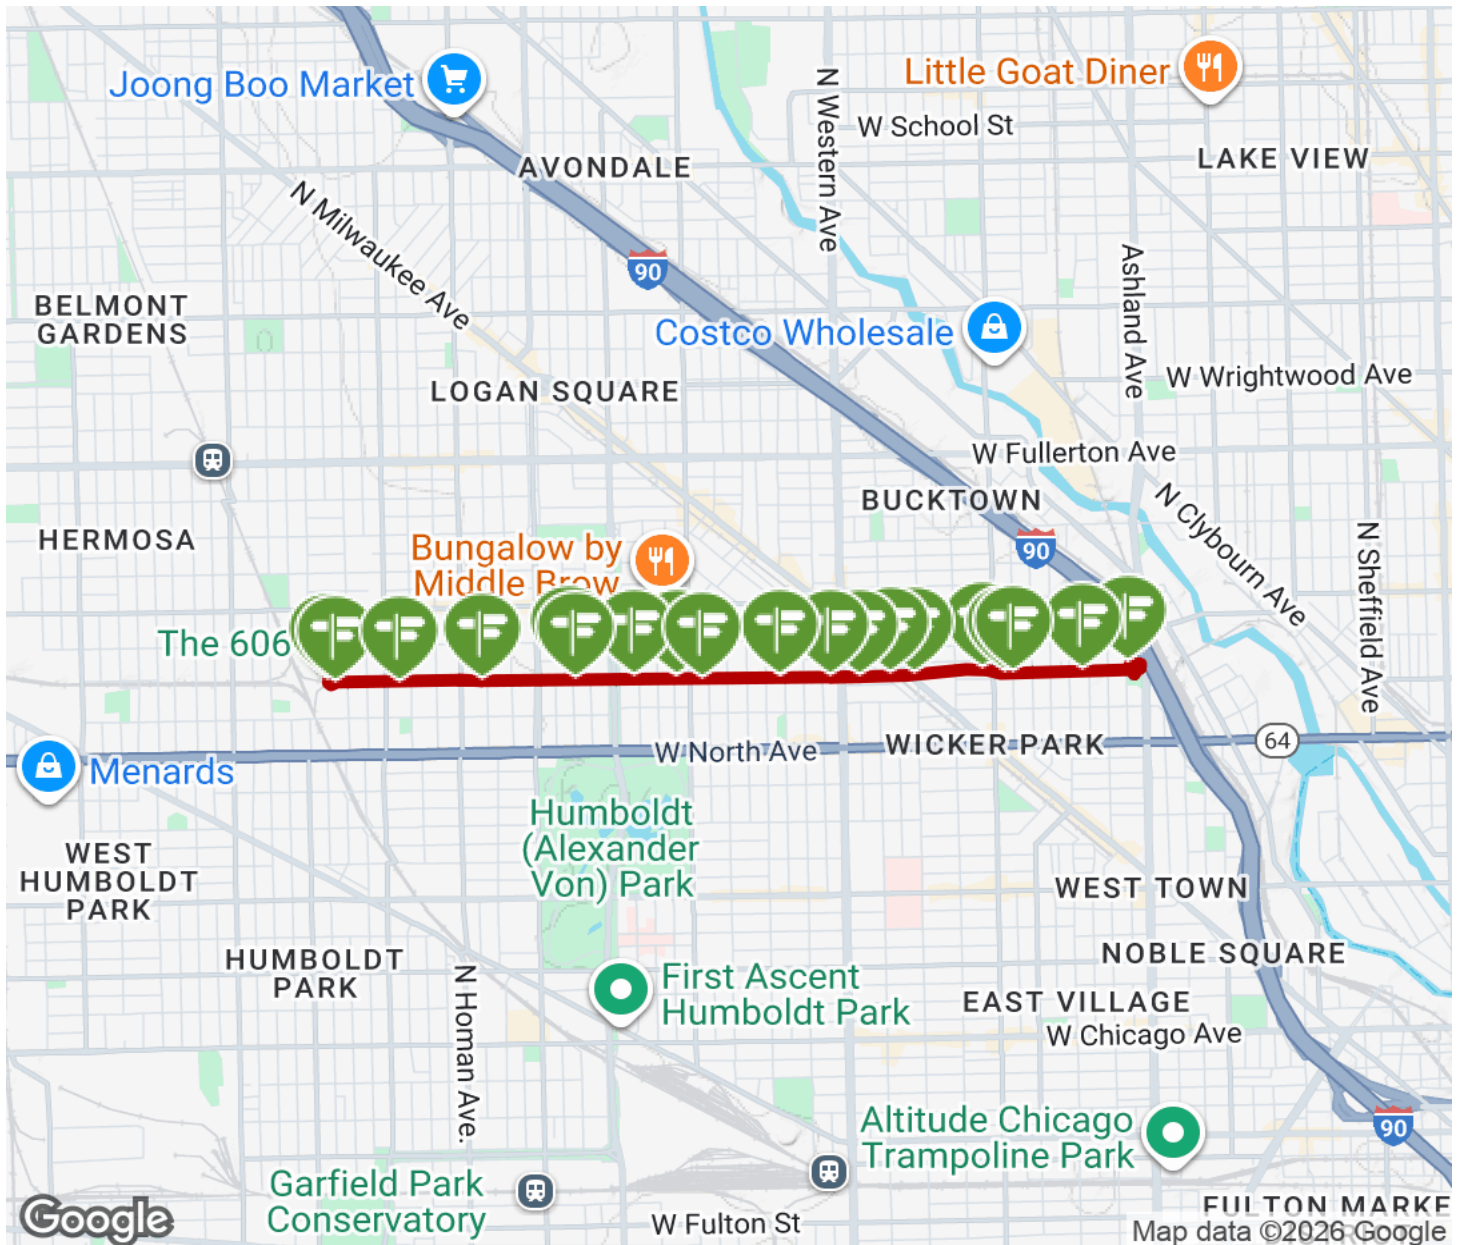 Joong Boo Market
Little Goat Diner
N Western Ave
W School St
AVONDALE
LAKE VIEW
N Milwaukee Ave
90
Ashland Ave
BELMONT
GARDENS
Costco Wholesale
W Wrightwood Ave
LOGAN SQUARE
W Fullerton Ave
BUCKTOWN
N Clybourn Ave
HERMOSA
Bungalow by
Middle Brow
90
N Sheffield Ave
The 606
W North Ave
WICKER PARK
64
Menards
Humboldt
(Alexander
Von) Park
WEST
HUMBOLDT
PARK
WEST TOWN
NOBLE SQUARE
HUMBOLDT
PARK
N Homan Ave.
First Ascent
Humboldt Park
EAST VILLAGE
W Chicago Ave
Altitude Chicago
Trampoline Park
90
Garfield Park
Conservatory
W Fulton St
FULTON MARKE
Google
Map data ©2026 Google